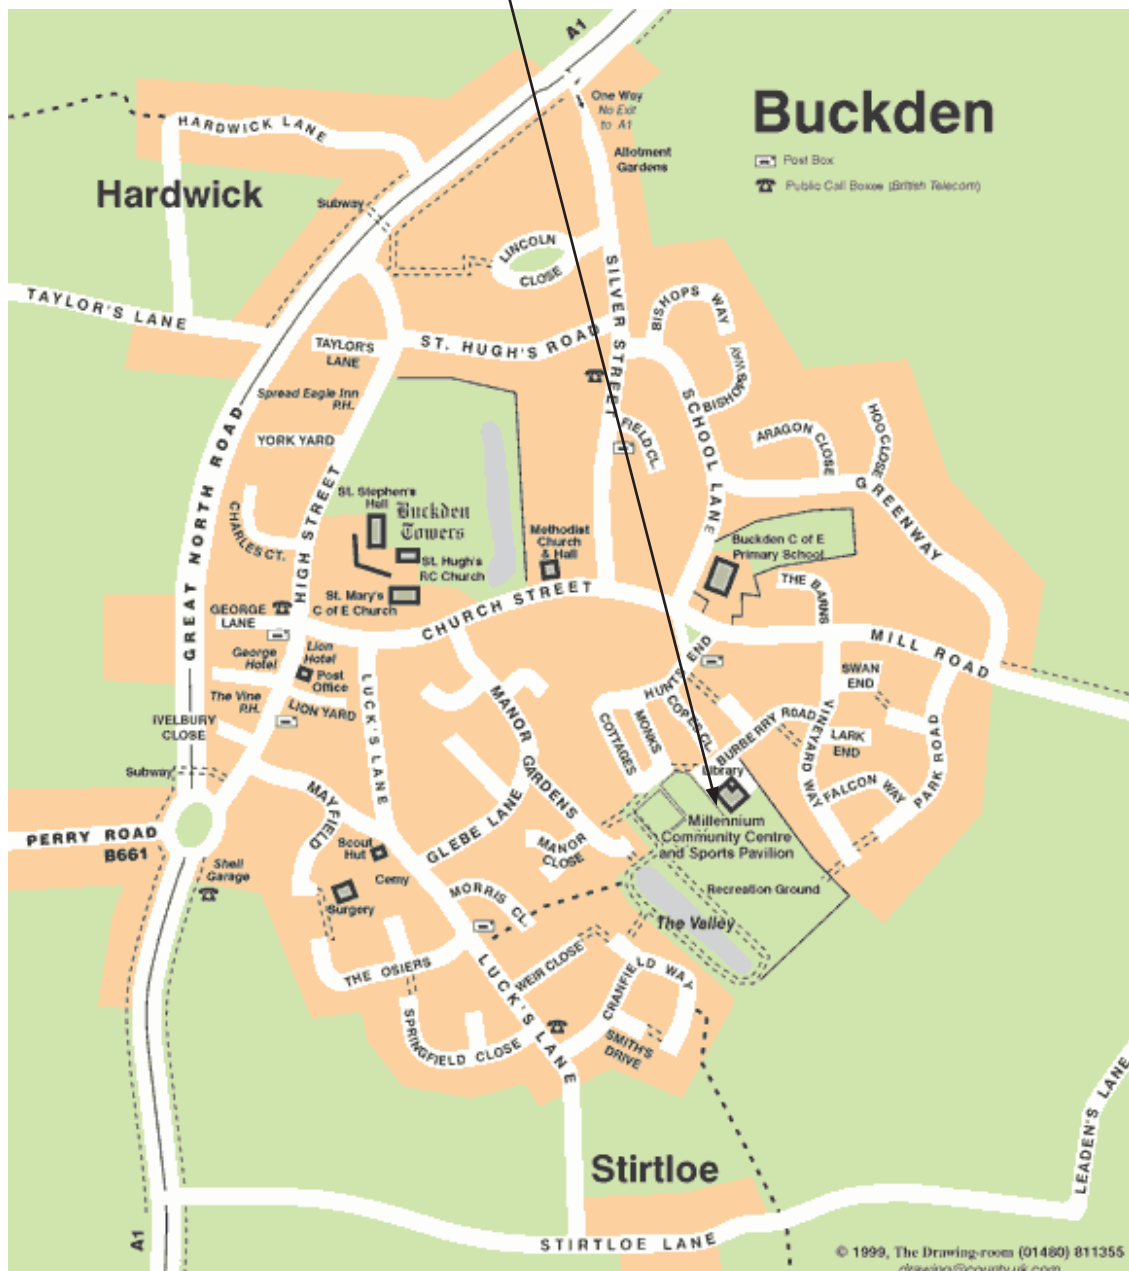 A1
Buckden
One Way
No Exit
to A1
Post Box
Public Call Boxes (British Telecom)
Allotment
Gardens
HARDWICK LANE
Hardwick
Subway
LINCOLN
CLOSE
SILVER STREET
BISHOPS WAY
BISHOPS WAY
TAYLOR'S LANE
TAYLOR'S
LANE
ST. HUGH'S ROAD
Spread Eagle Inn
P.H.
YORK YARD
GREAT NORTH ROAD
HIGH STREET
FIELD CL.
SCHOOL LANE
ARAGON CLOSE
HOO CLOSE
GREENWAY
CHARLES CT.
St. Stephen's
Hall
Buckden
Towers
St. Hugh's
RC Church
St. Mary's
C of E Church
Methodist
Church
& Hall
Buckden C of E
Primary School
THE BARNS
GEORGE
LANE
CHURCH STREET
MILL ROAD
George
Hotel
Lion
Hotel
Post
Office
The Vine
P.H.
LION YARD
IVELBURY
CLOSE
LUCK'S LANE
MANOR GARDENS
HUNTS END
COPES CL.
MONKS
COTTAGES
BURBERRY ROAD
SWAN
END
VINEYARD WAY
LARK
END
FALCON WAY
PARK ROAD
Subway
Library
MAYFIELD
PERRY ROAD
B661
Shell
Garage
Scout
Hut
Cemy
Surgery
GLEBE LANE
MANOR
CLOSE
Millennium
Community Centre
and Sports Pavilion
Recreation Ground
The Valley
MORRIS CL.
THE OSIERS
LUCK'S LANE
WEIR CLOSE
CRANFIELD WAY
SPRINGFIELD CLOSE
SMITH'S
DRIVE
Stirtloe
LEADEN'S LANE
A1
STIRTLOE LANE
© 1999, The Drawing-room (01480) 811355
drawing@county.uk.com